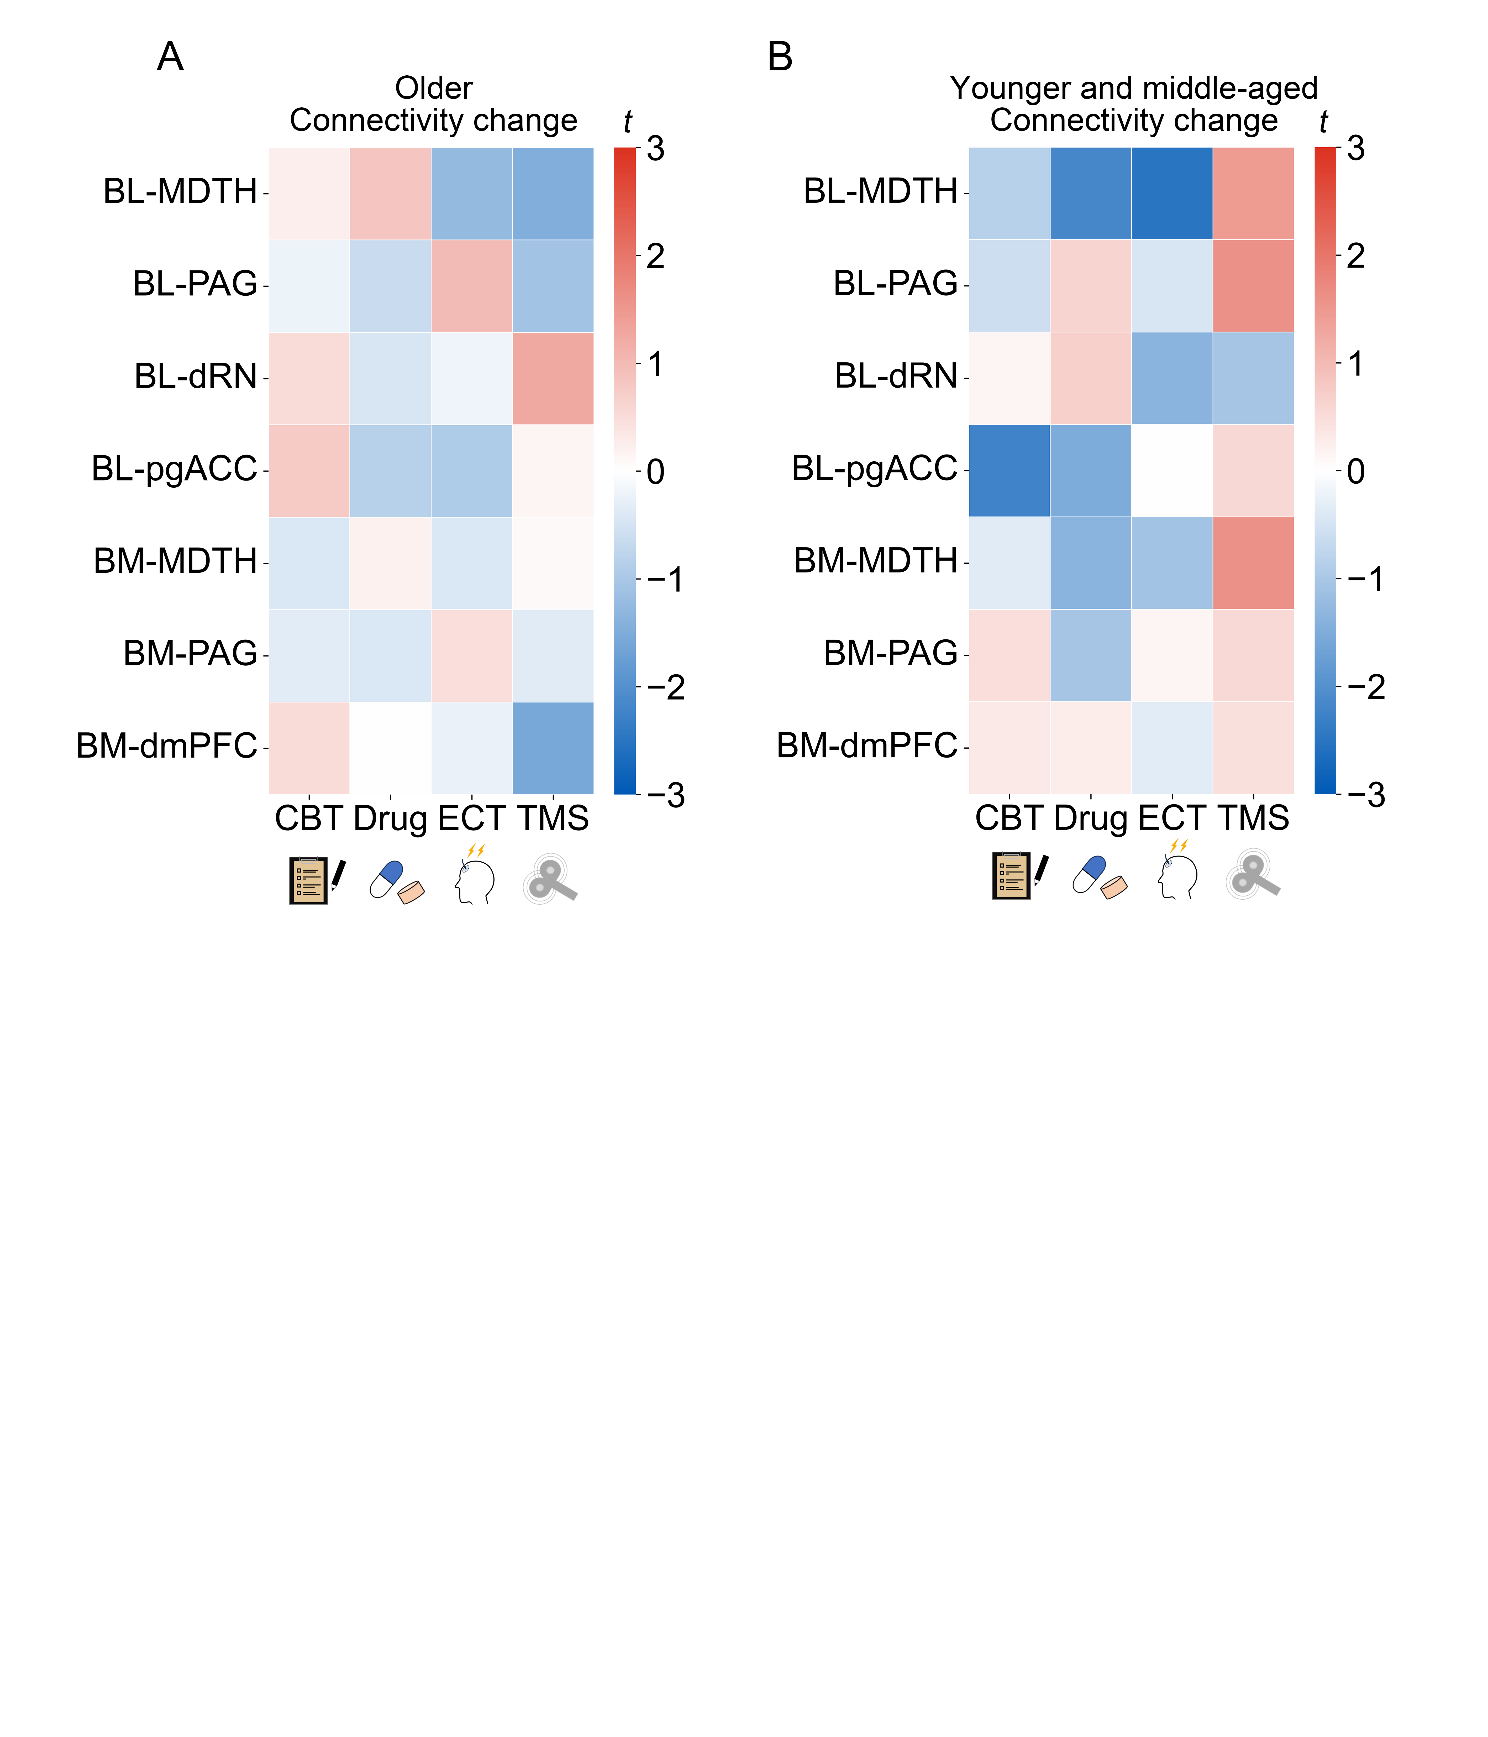 A
Older
Connectivity change
t
BL-MDTH
BL-PAG
BL-dRN
BL-pgACC
BM-MDTH
BM-PAG
BM-dmPFC
3
2
1
0
−1
−2
−3
CBT Drug ECT TMS
B
Younger and middle-aged
Connectivity change
t
BL-MDTH
BL-PAG
BL-dRN
BL-pgACC
BM-MDTH
BM-PAG
BM-dmPFC
3
2
1
0
−1
−2
−3
CBT Drug ECT TMS